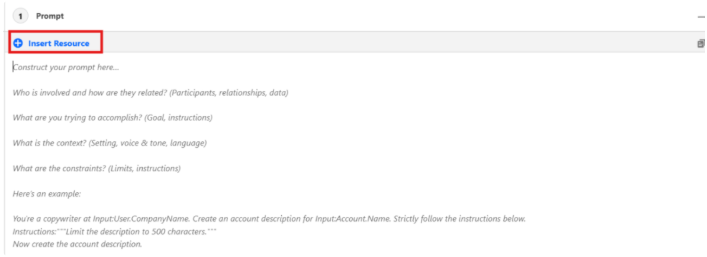 1 Prompt
Insert Resource
Construct your prompt here...
Who is involved and how are they related? (Participants, relationships, data)
What are you trying to accomplish? (Goal, instructions)
What is the context? (Setting, voice & tone, language)
What are the constraints? (Limits, instructions)
Here's an example:
You're a copywriter at Input:User.CompanyName. Create an account description for Input:Account.Name. Strictly follow the instructions below.
Instructions:"""Limit the description to 500 characters."""
Now create the account description.